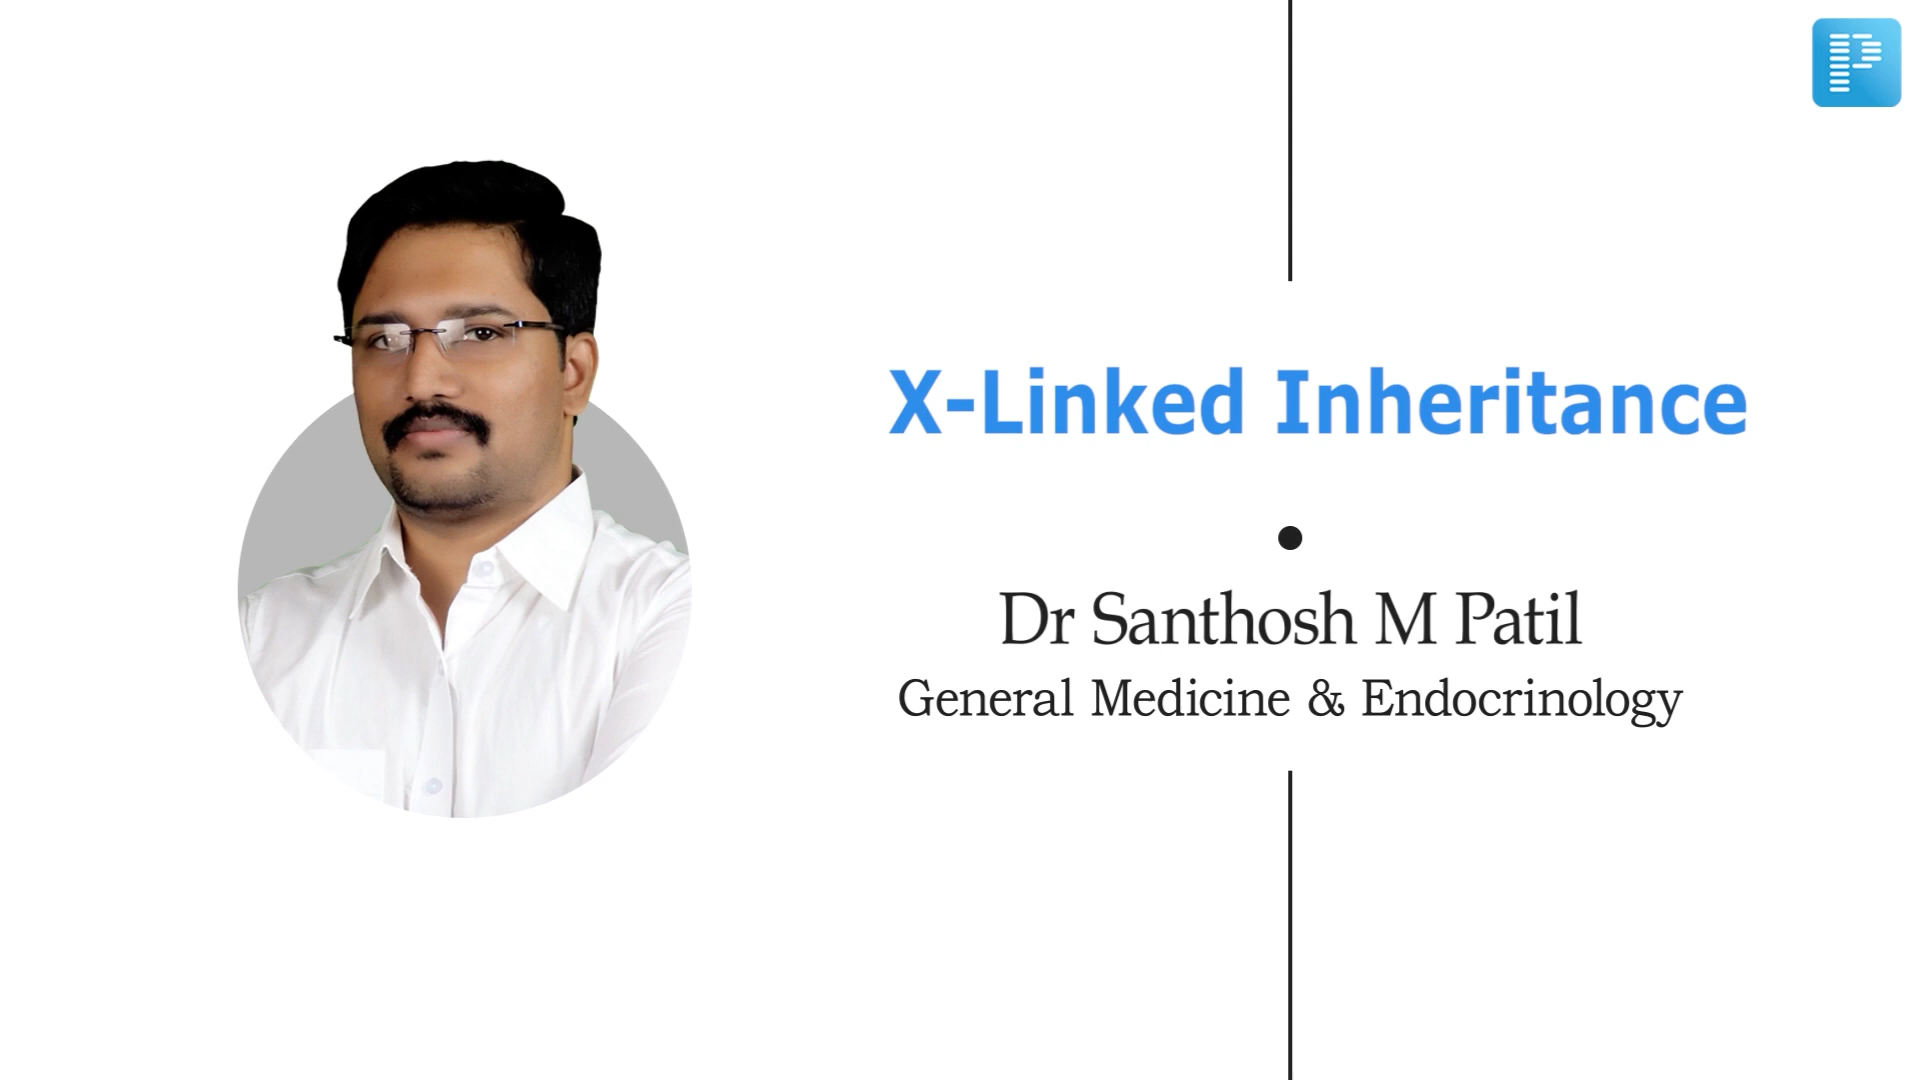 X-Linked Inheritance
Dr Santhosh M Patil
General Medicine & Endocrinology